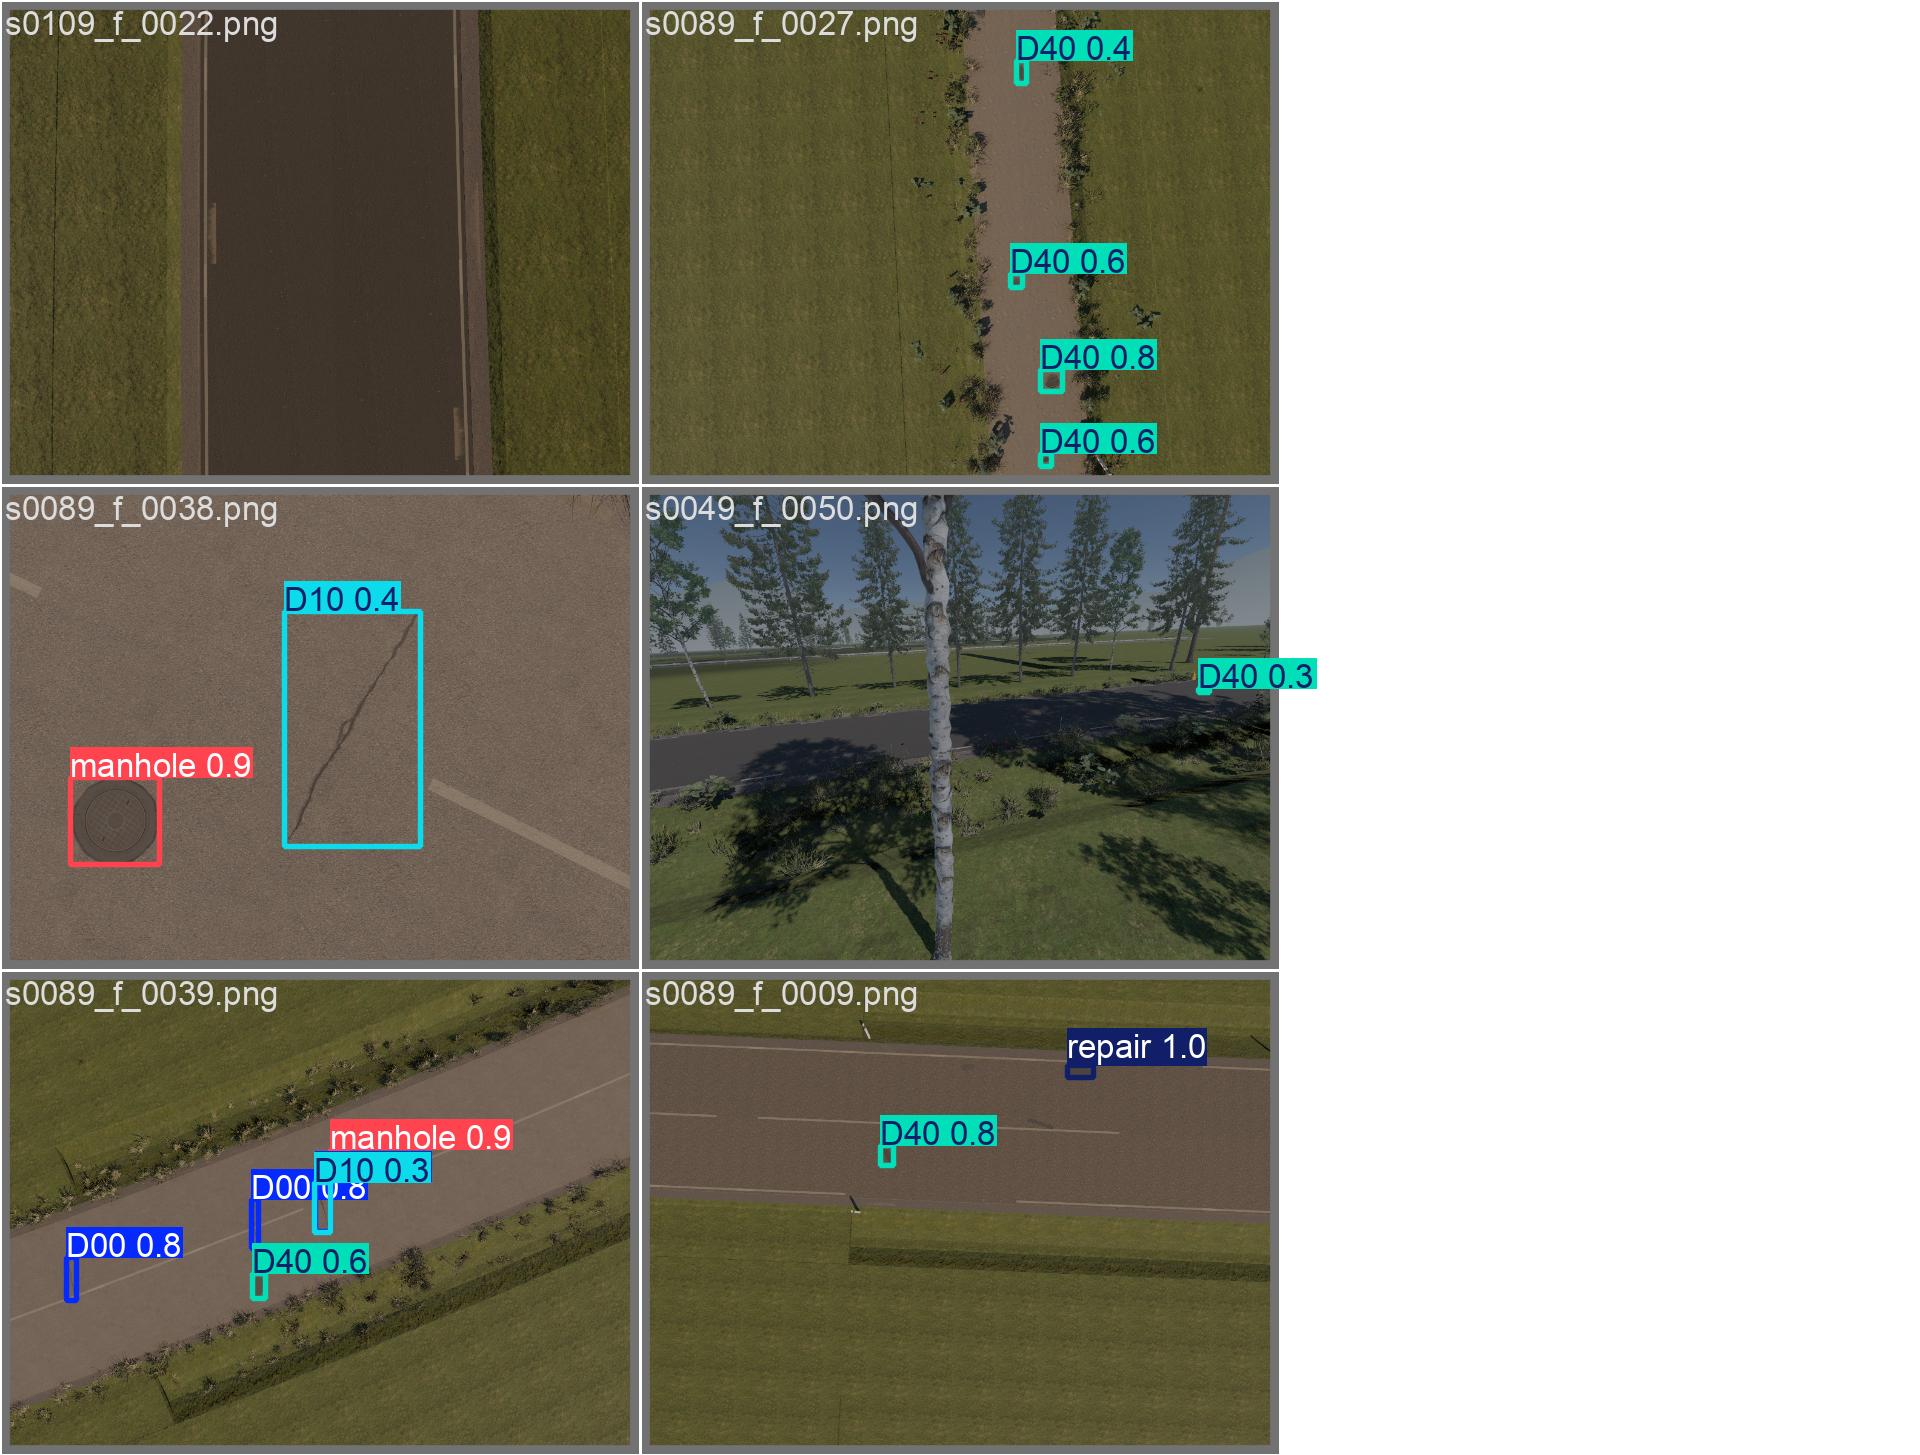 s0109_f_0022.png
s0089_f_0027.png
D40 0.4
D40 0.6
D40 0.8
D40 0.6
s0089_f_0038.png
D10 0.4
manhole 0.9
s0049_f_0050.png
D40 0.3
s0089_f_0039.png
manhole 0.9
D10 0.3
D00 0.8
D00 0.8
D40 0.6
s0089_f_0009.png
repair 1.0
D40 0.8